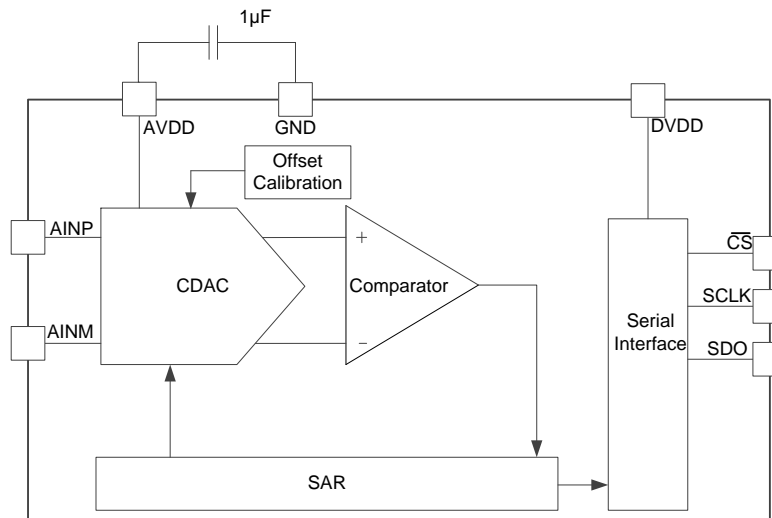 1µF
AVDD
GND
DVDD
Offset
Calibration
AINP
CS
+
CDAC
Comparator
SCLK
Serial
Interface
AINM
−
SDO
SAR